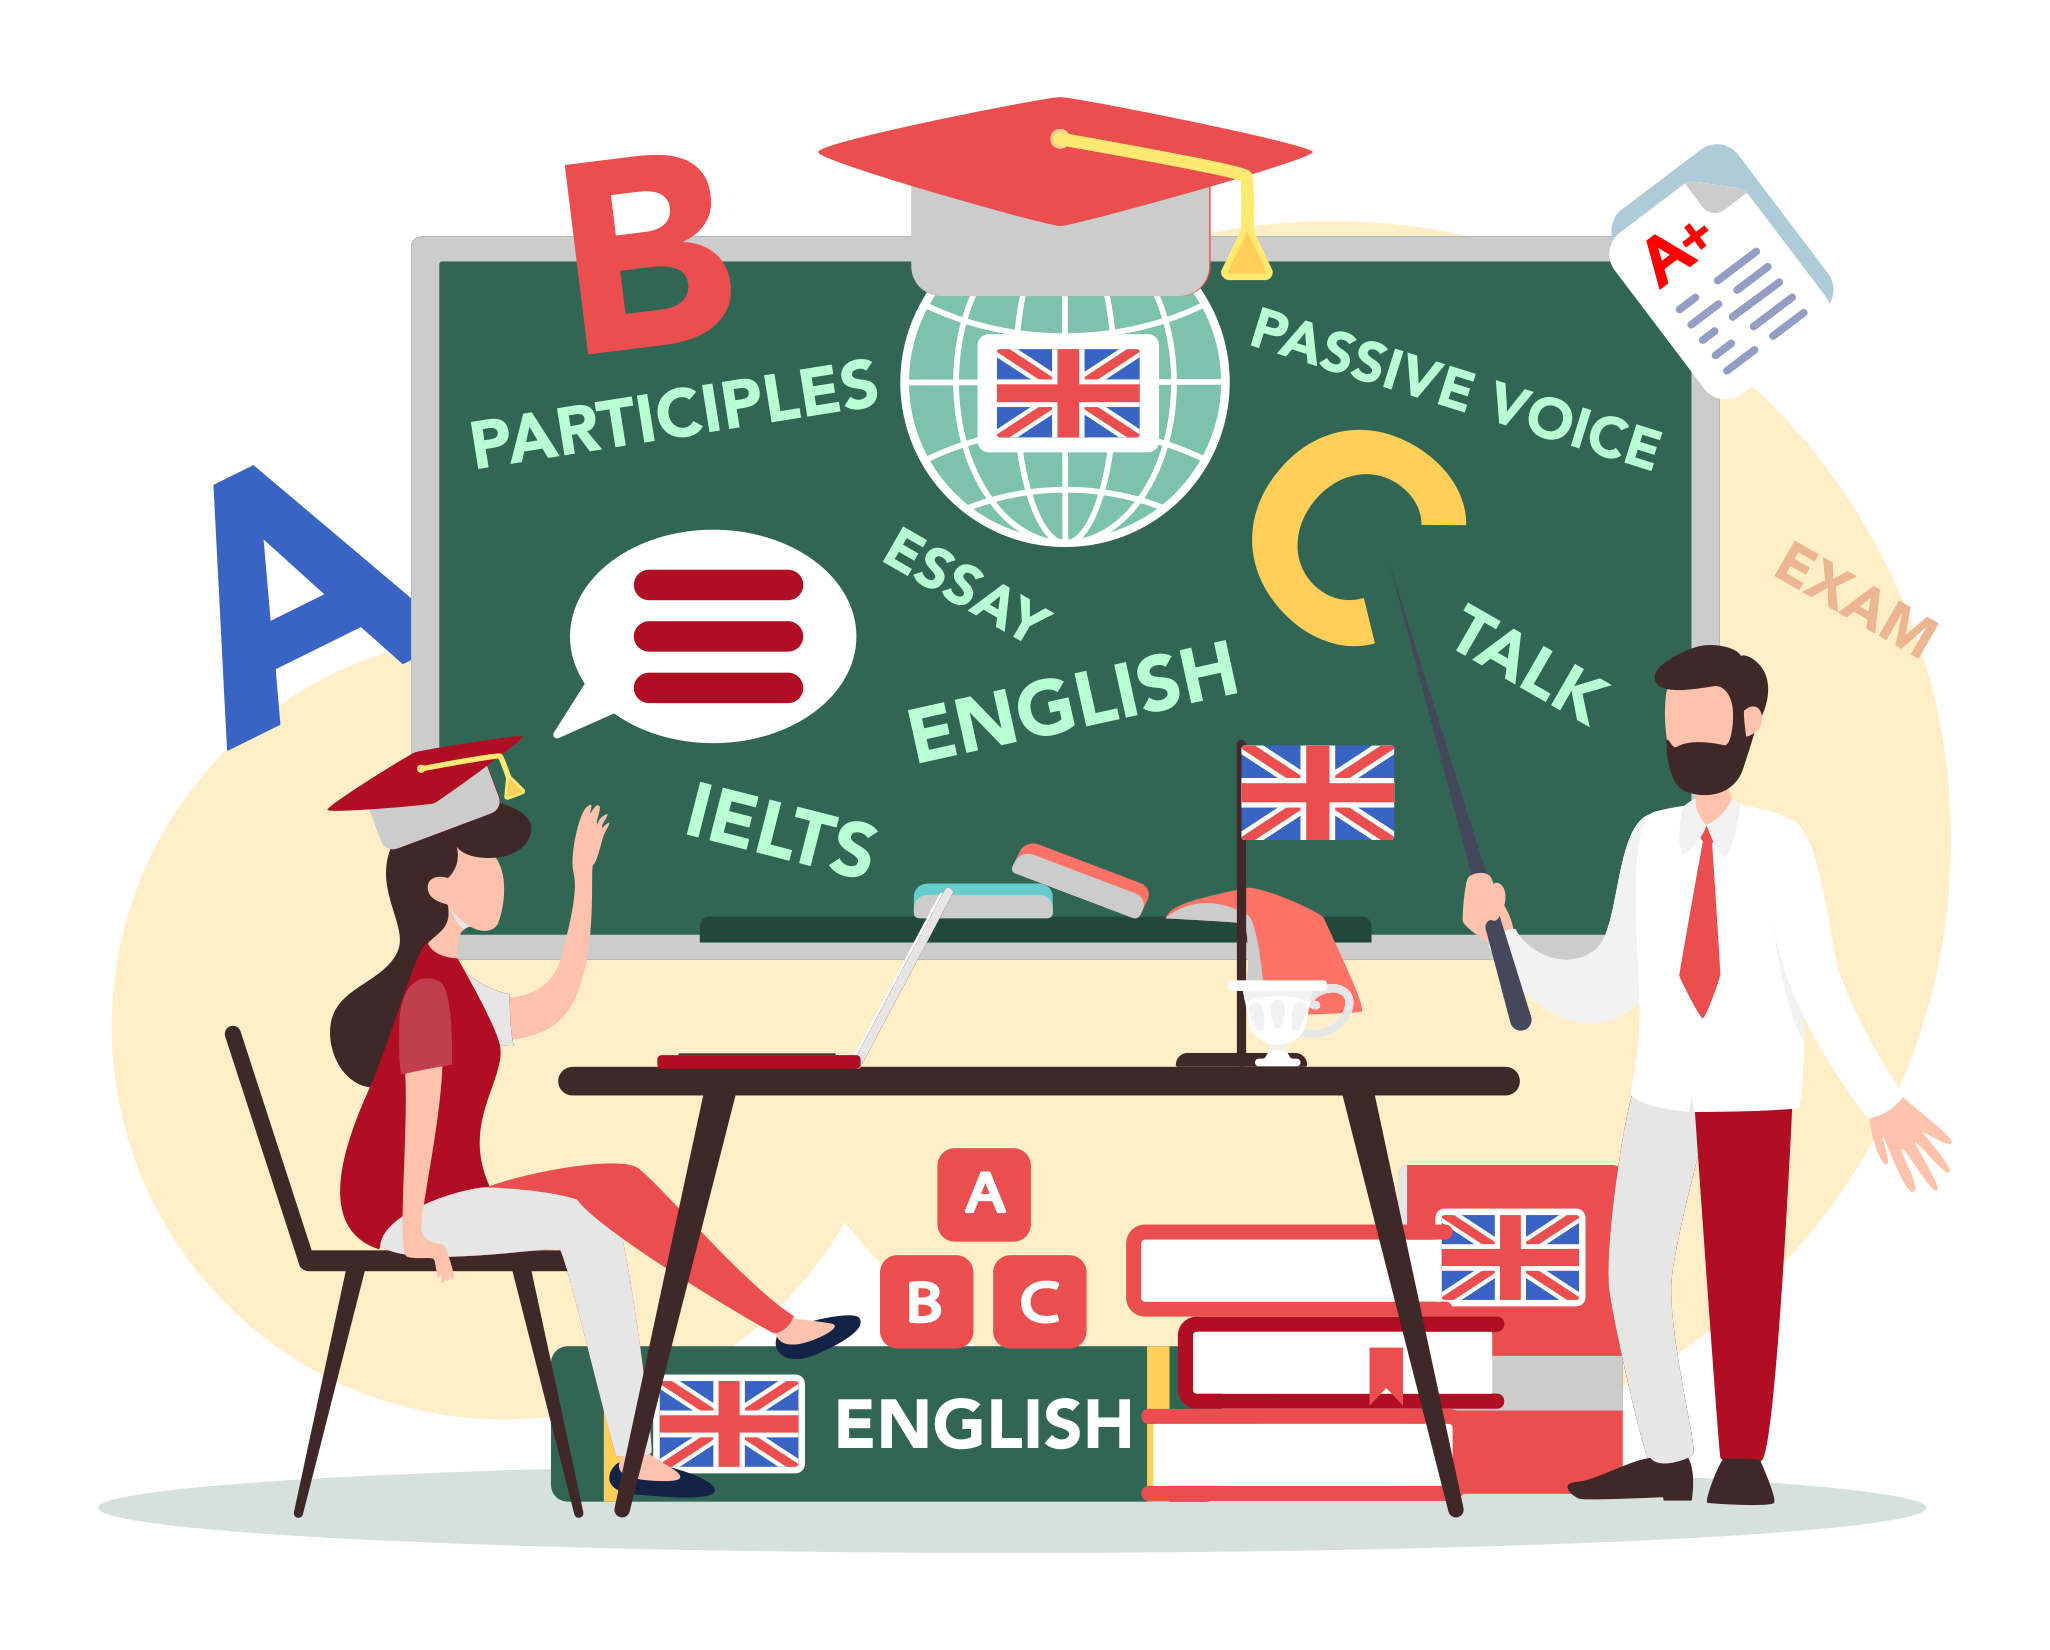 B
A+
PASSIVE VOICE
PARTICIPLES
A
C
ESSAY
EXAM
TALK
ENGLISH
IELTS
A
B C
ENGLISH